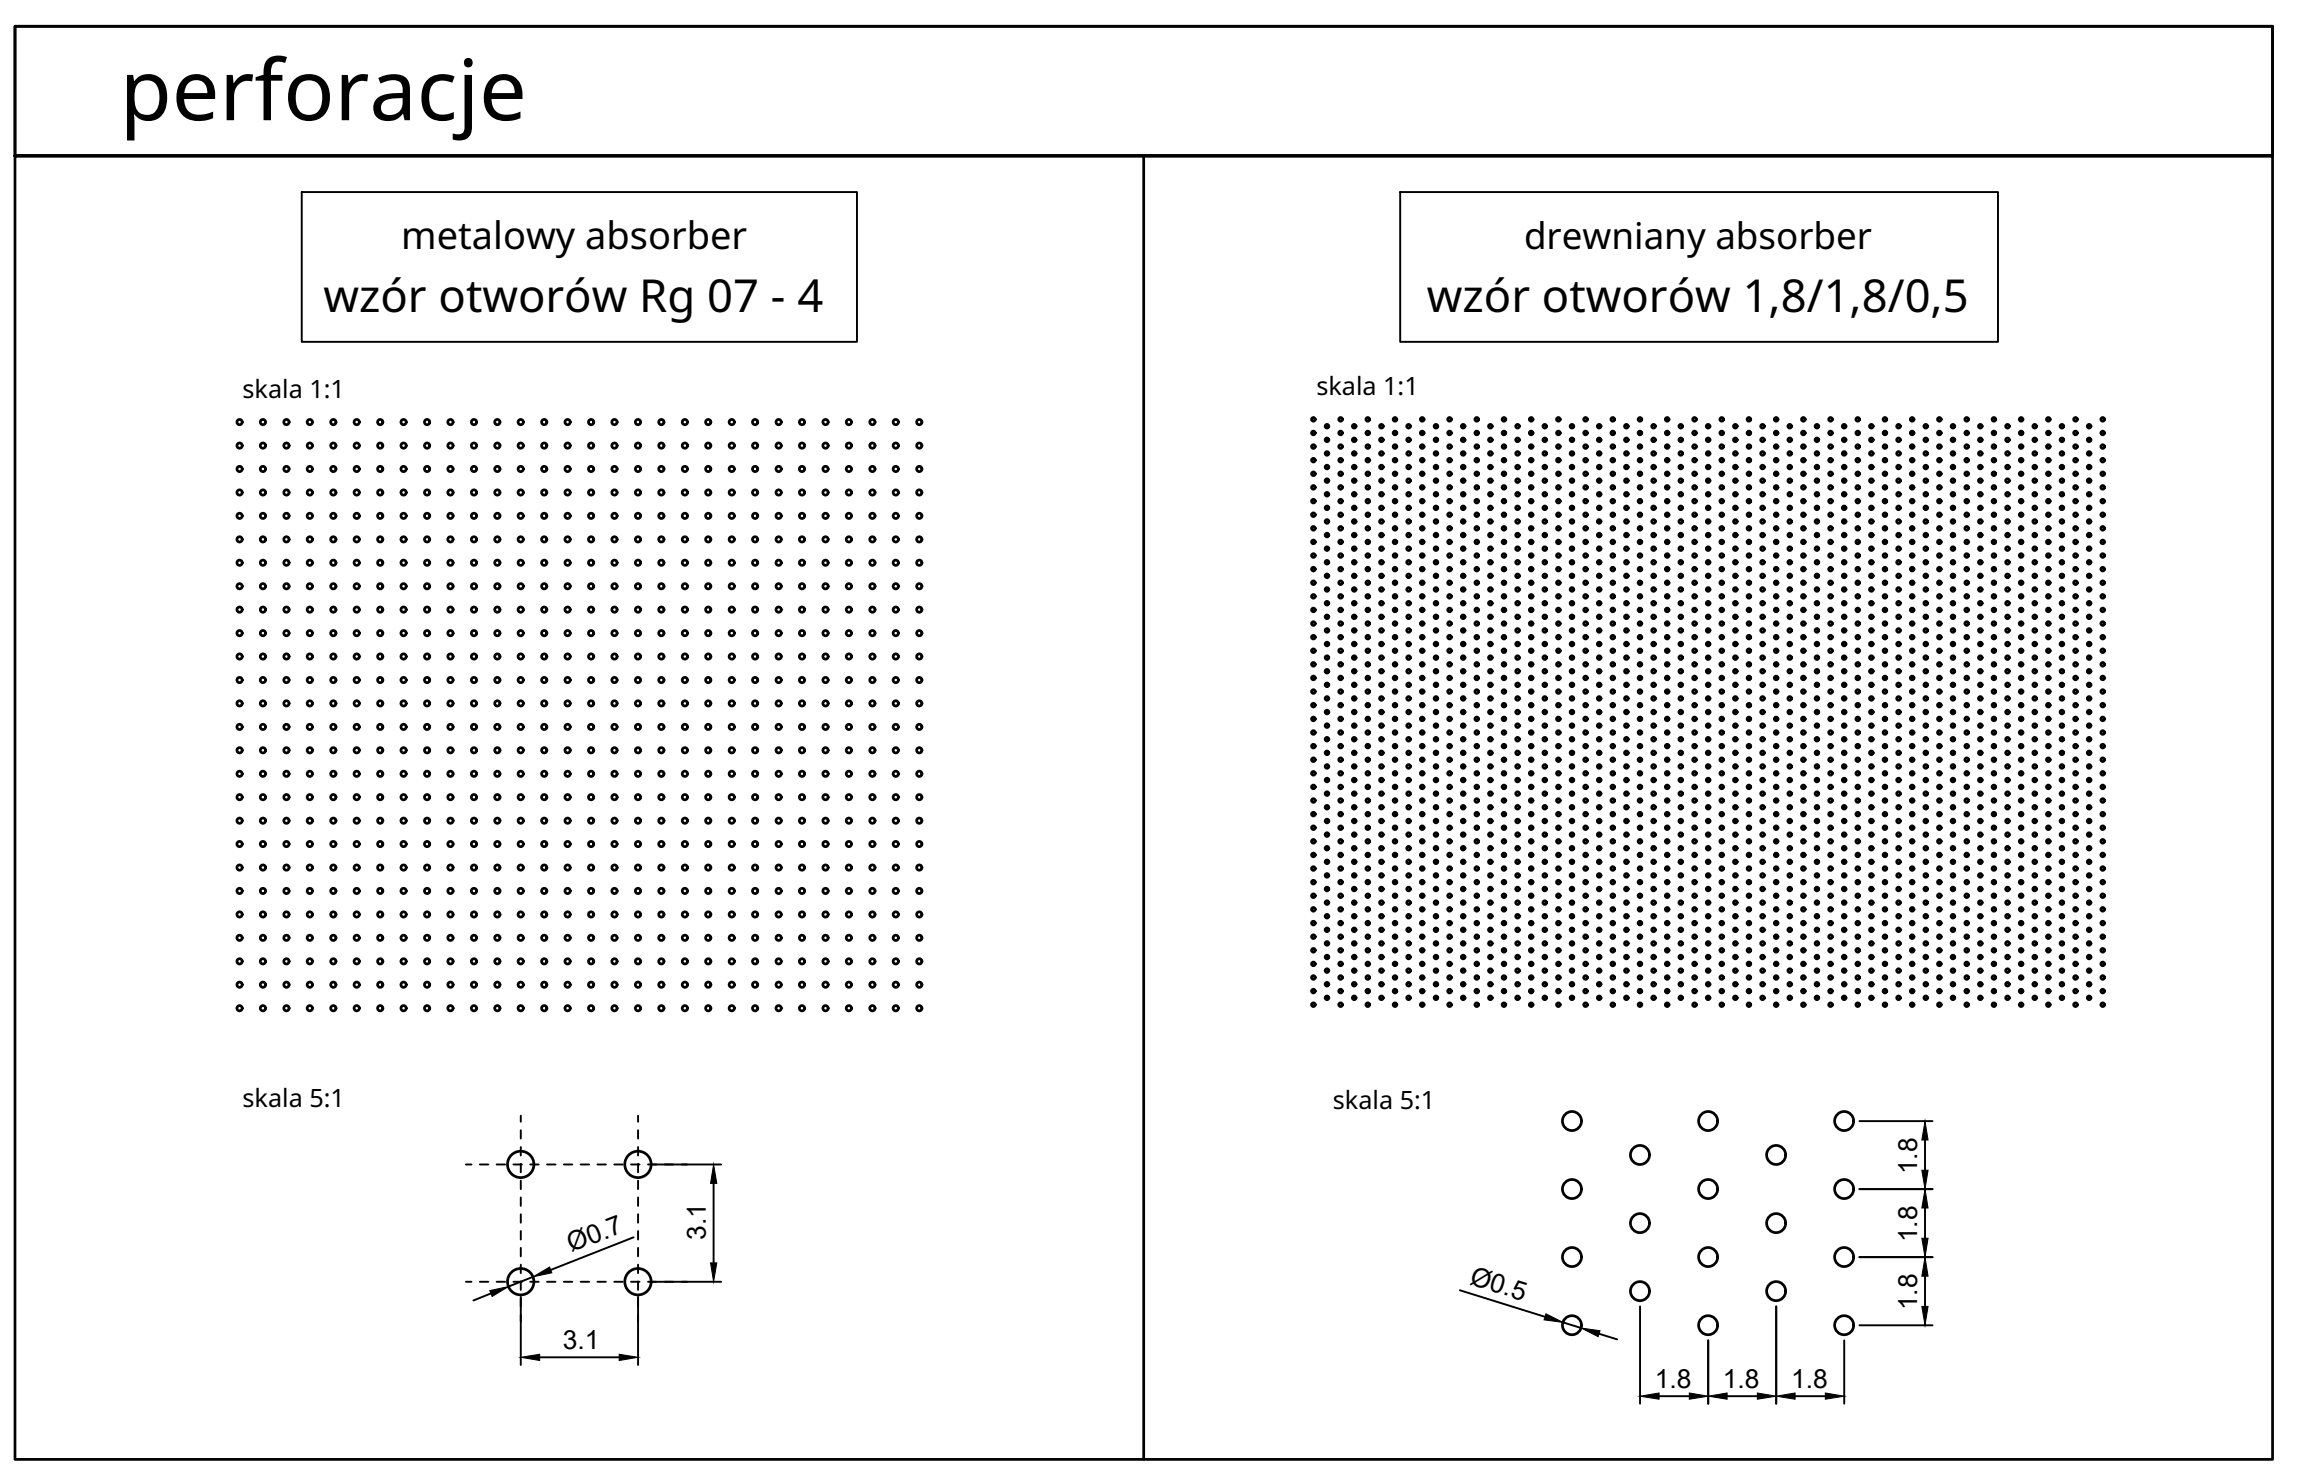 perforacje
metalowy absorber
wzór otworów Rg 07 - 4
skala 1:1
skala 5:1
Ø0.7
3.1
3.1
drewniany absorber
wzór otworów 1,8/1,8/0,5
skala 1:1
skala 5:1
1.8
1.8
1.8
Ø0.5
1.8 1.8 1.8